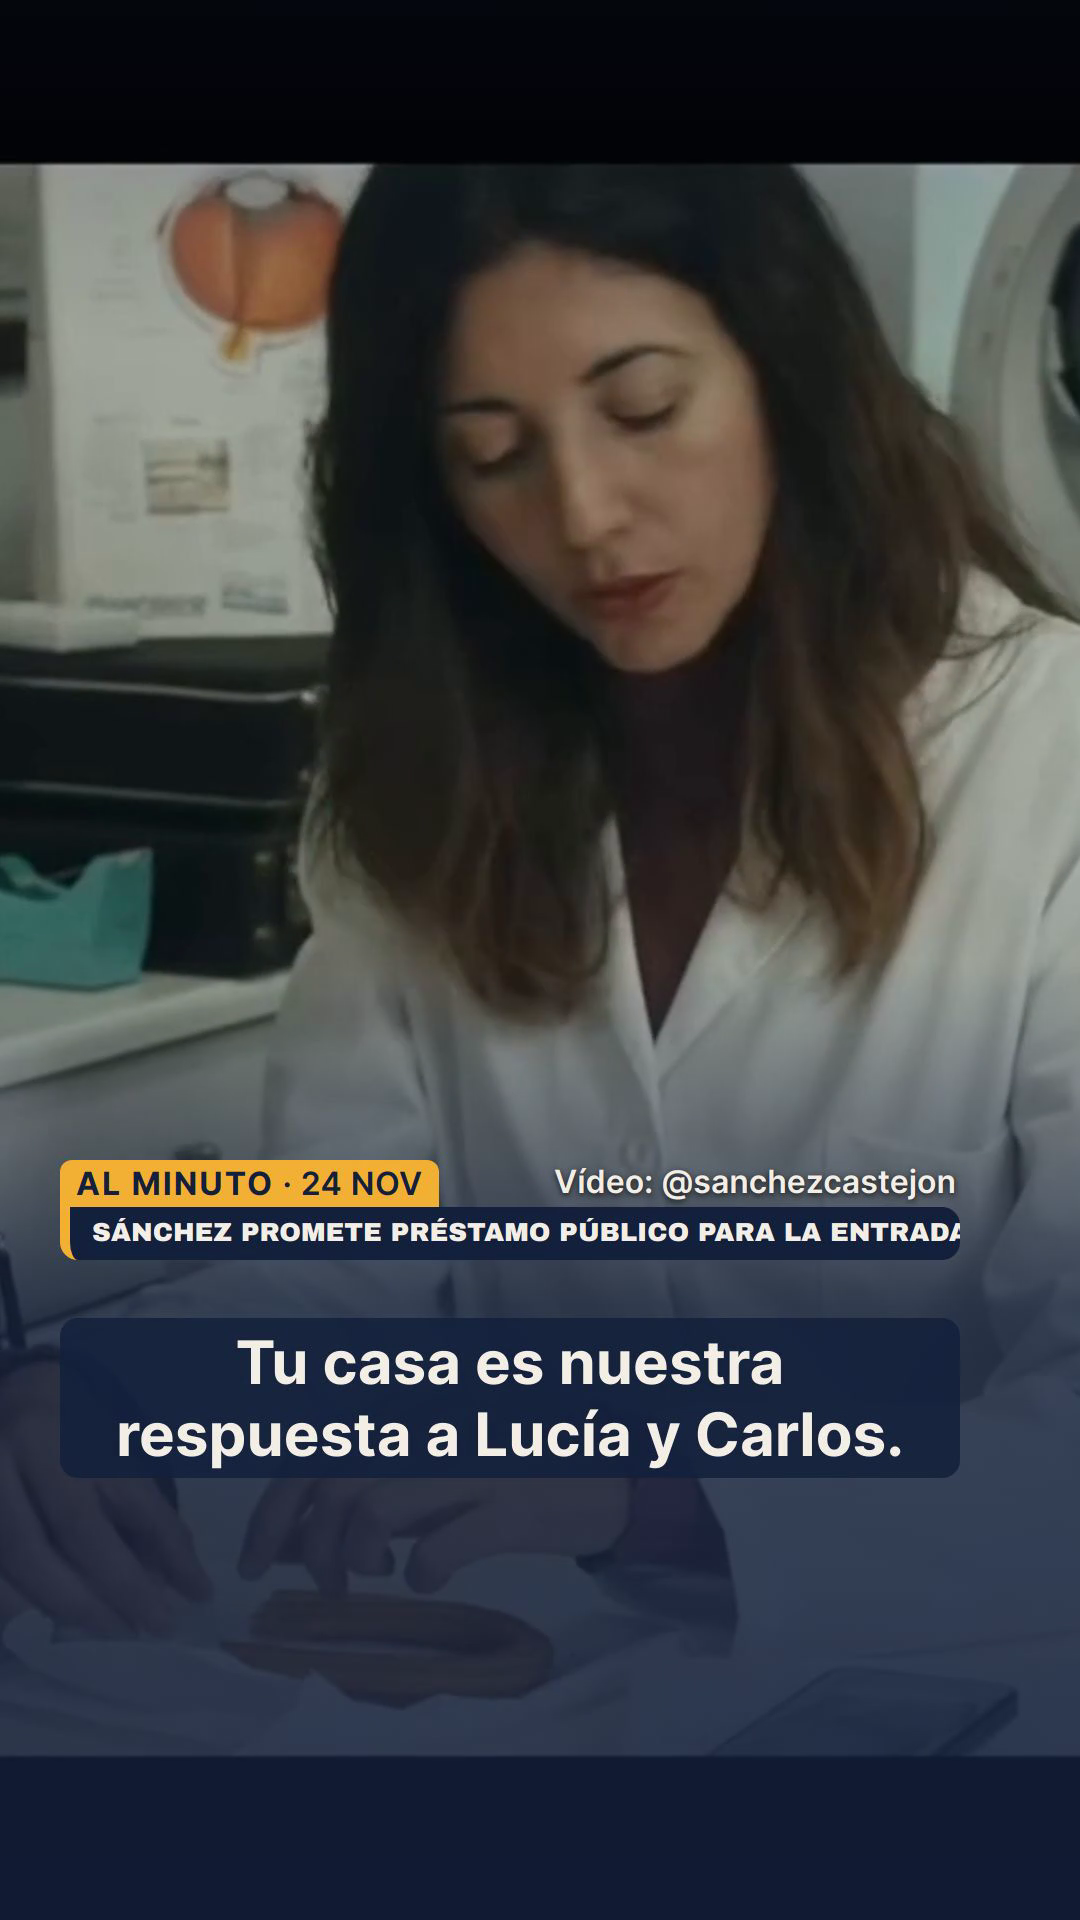 AL MINUTO · 24 NOV
Vídeo: @sanchezcastejon
SÁNCHEZ PROMETE PRÉSTAMO PÚBLICO PARA LA ENTRADA
Tu casa es nuestra
respuesta a Lucía y Carlos.